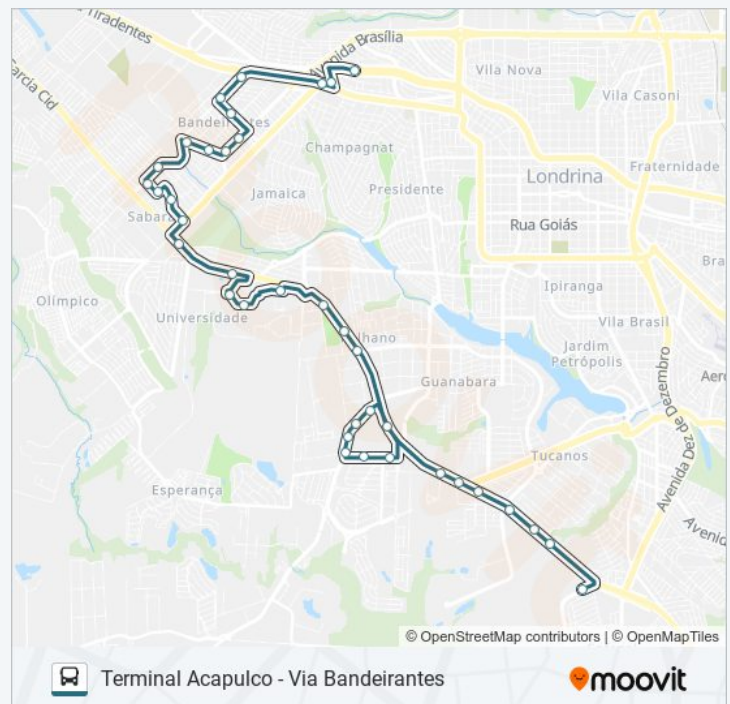 Tiradentes
Avenida Brasília
Garcia Cid
Vila Nova
Vila Casoni
Bandeirantes
Champagnat
Fraternidade
Londrina
Jamaica
Presidente
Rua Goiás
Sabará
Bra
Ipiranga
Olímpico
Universidade
Vila Brasil
lhano
Jardim
Petrópolis
Guanabara
Aero
Avenida Dez de Dezembro
Tucanos
Esperança
Avenid
© OpenStreetMap contributors | © OpenMapTiles
Terminal Acapulco - Via Bandeirantes
moovit